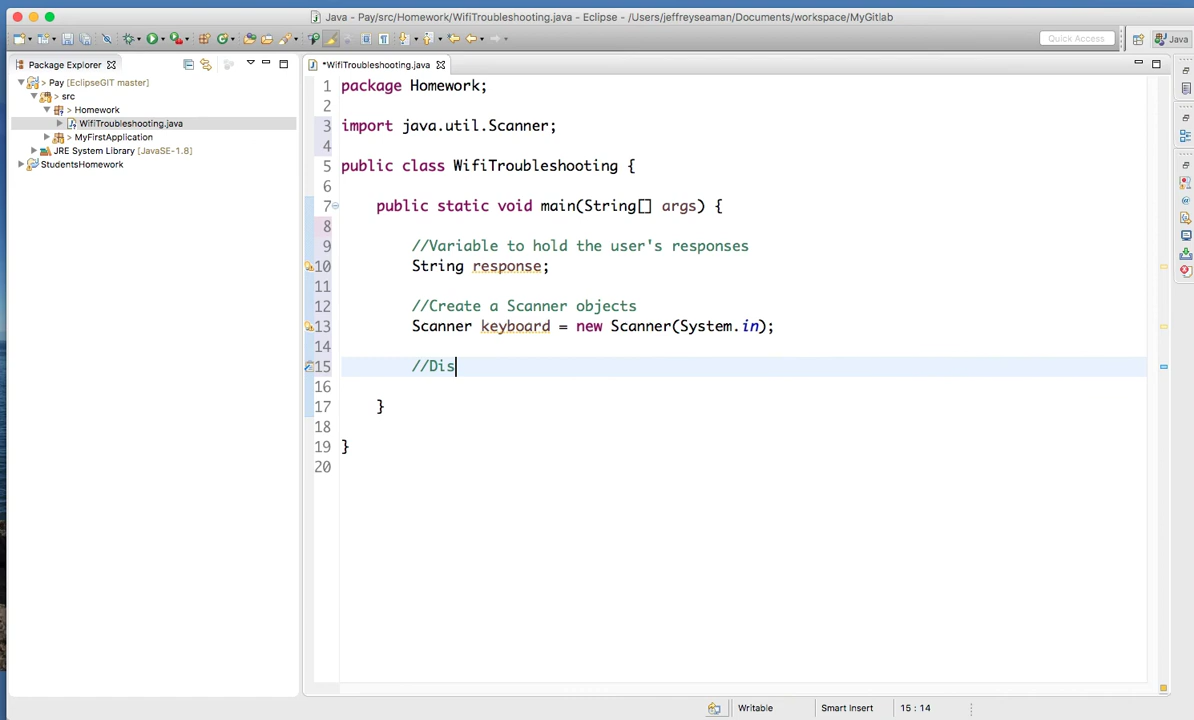 Java - Pay/src/Homework/WifiTroubleshooting.java - Eclipse - /Users/jeffreyseaman/Documents/workspace/MyGitlab
Quick Access
Java
Package Explorer
*WifiTroubleshooting.java
Pay [EclipseGIT master]
> src
> Homework
WifiTroubleshooting.java
> MyFirstApplication
JRE System Library [JavaSE-1.8]
StudentsHomework
1 package Homework;
2
3 import java.util.Scanner;
4
5 public class WifiTroubleshooting {
6
7 public static void main(String[] args) {
8
9 //Variable to hold the user's responses
10 String response;
11
12 //Create a Scanner objects
13 Scanner keyboard = new Scanner(System.in);
14
15 //Dis
16
17 }
18
19 }
20
Writable
Smart Insert
15 : 14